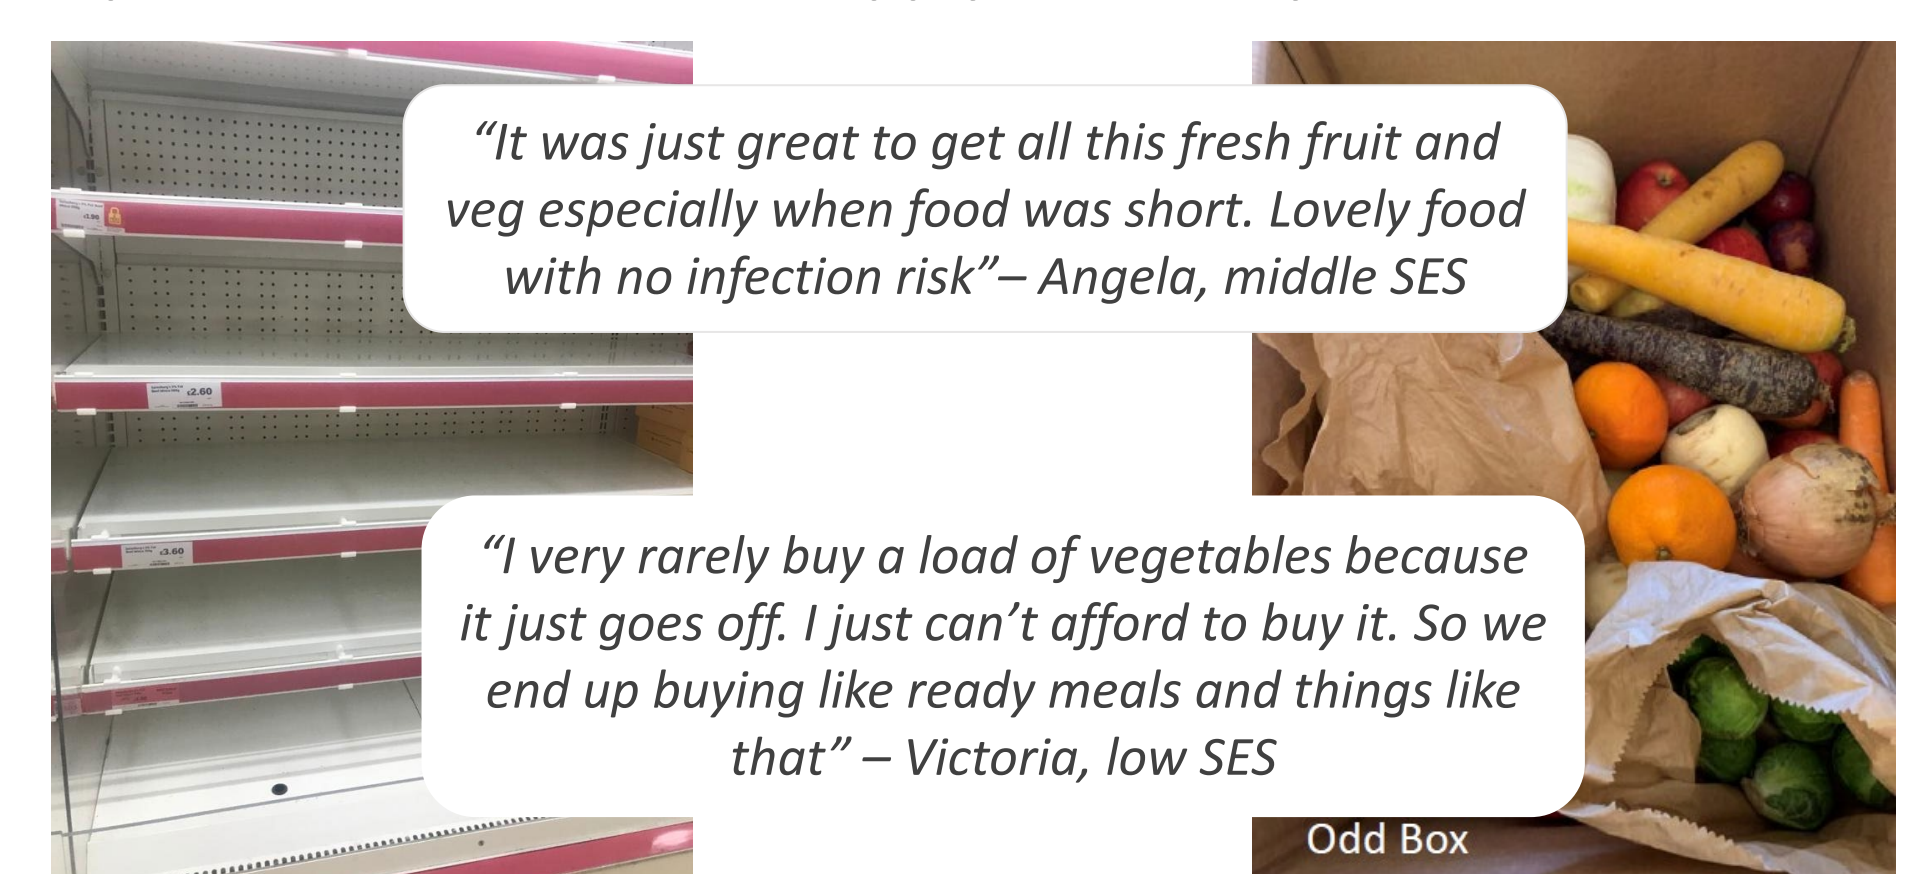 “It was just great to get all this fresh fruit and
veg especially when food was short. Lovely food
with no infection risk”– Angela, middle SES
£2.60
£3.60
“I very rarely buy a load of vegetables because
it just goes off. I just can’t afford to buy it. So we
end up buying like ready meals and things like
that” – Victoria, low SES
Odd Box